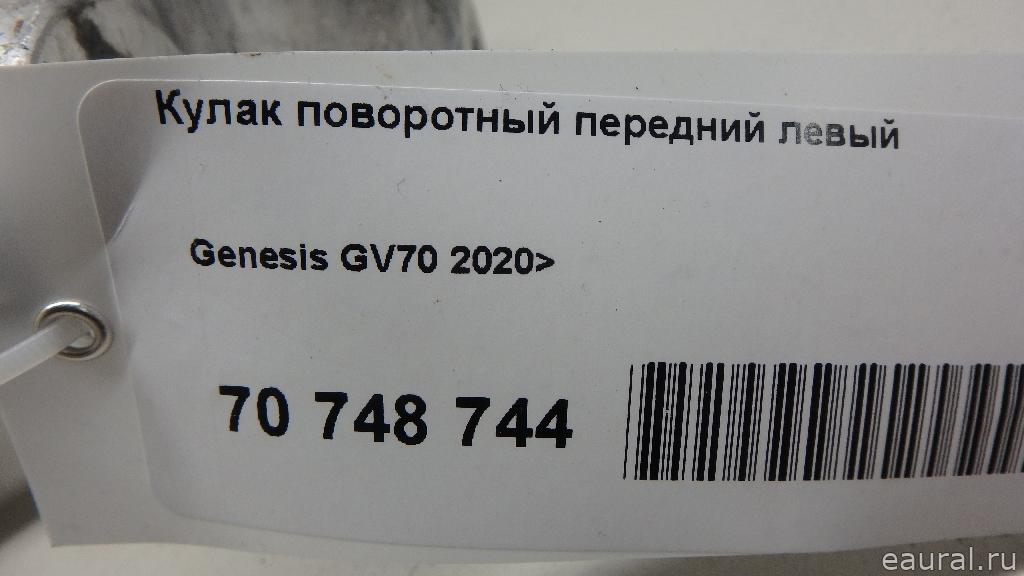 Кулак поворотный передний левый
Genesis GV70 2020>
70 748 744
eaural.ru